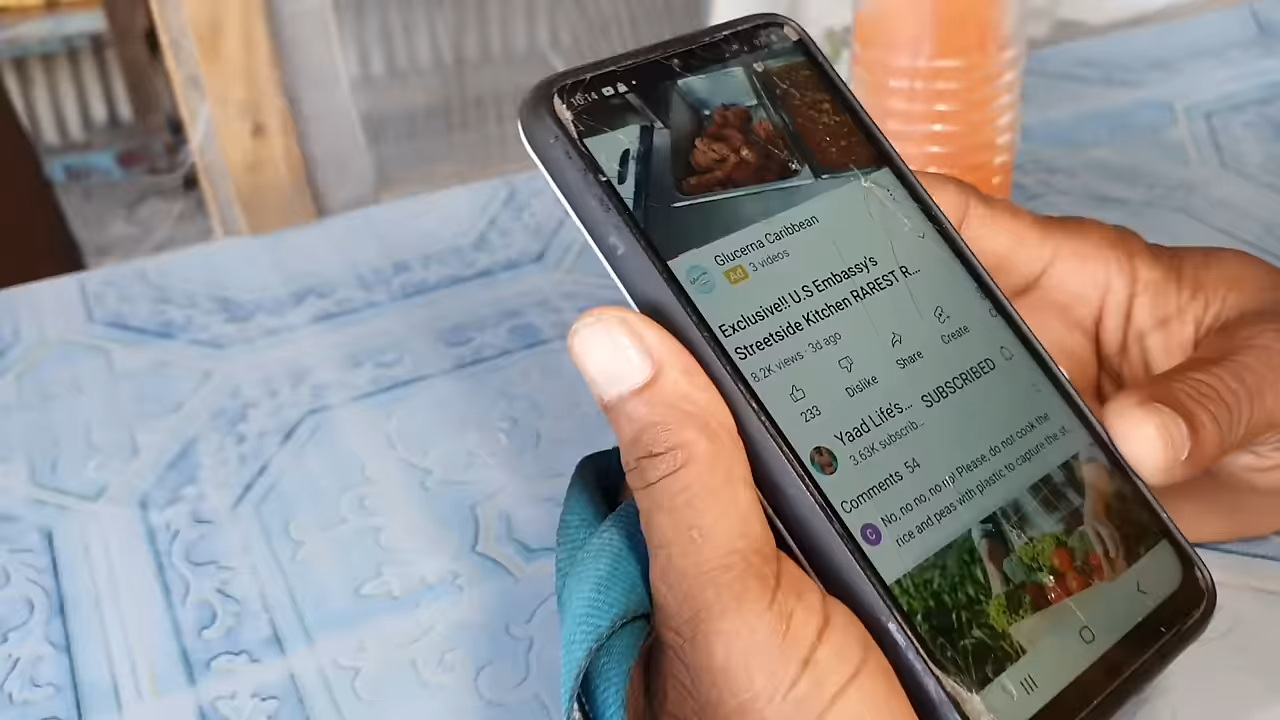 10:14
Glucerna Caribbean
Ad 3 videos
Exclusive!! U.S Embassy's
Streetside Kitchen RAREST R...
8.2K views · 3d ago
233
Dislike
Share
Create
Yaad Life's...
SUBSCRIBED
3.63K subscrib...
Comments 54
C
No, no, no, no! Please, do not cook the
rice and peas with plastic to capture the st